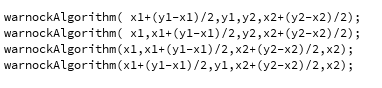 warnockAlgorithm( x1+(y1-x1)/2,y1,y2,x2+(y2-x2)/2);
warnockAlgorithm( x1,x1+(y1-x1)/2,y2,x2+(y2-x2)/2);
warnockAlgorithm(x1,x1+(y1-x1)/2,x2+(y2-x2)/2,x2);
warnockAlgorithm(x1+(y1-x1)/2,y1,x2+(y2-x2)/2,x2);